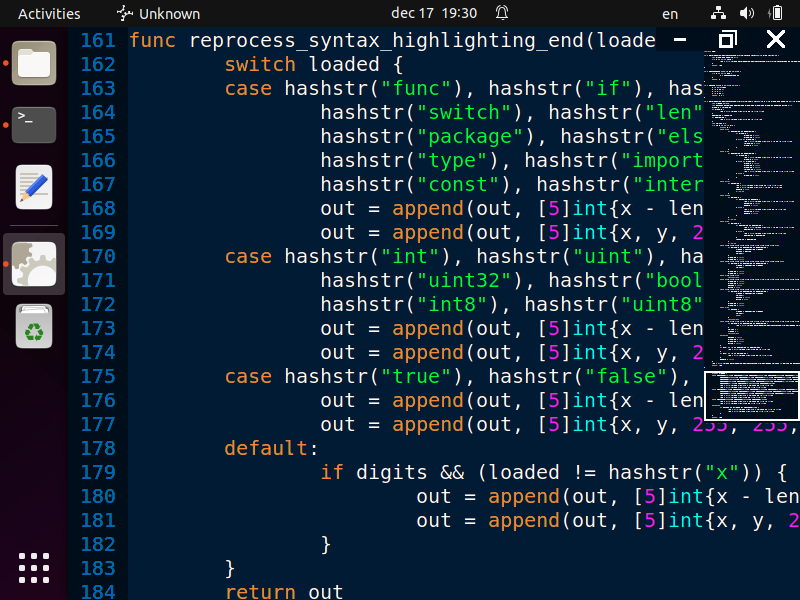 Activities Unknown dec 17 19:30 en
161 func reprocess_syntax_highlighting_end(loade
162 switch loaded {
163 case hashstr("func"), hashstr("if"), has
164 hashstr("switch"), hashstr("len"
165 hashstr("package"), hashstr("els
166 hashstr("type"), hashstr("import
167 hashstr("const"), hashstr("inter
168 out = append(out, [5]int{x - len
169 out = append(out, [5]int{x, y, 2
170 case hashstr("int"), hashstr("uint"), ha
171 hashstr("uint32"), hashstr("bool
172 hashstr("int8"), hashstr("uint8"
173 out = append(out, [5]int{x - len
174 out = append(out, [5]int{x, y, 2
175 case hashstr("true"), hashstr("false"),
176 out = append(out, [5]int{x - len
177 out = append(out, [5]int{x, y, 255, 255,
178 default:
179 if digits && (loaded != hashstr("x")) {
180 out = append(out, [5]int{x - len
181 out = append(out, [5]int{x, y, 2
182 }
183 }
184 return out